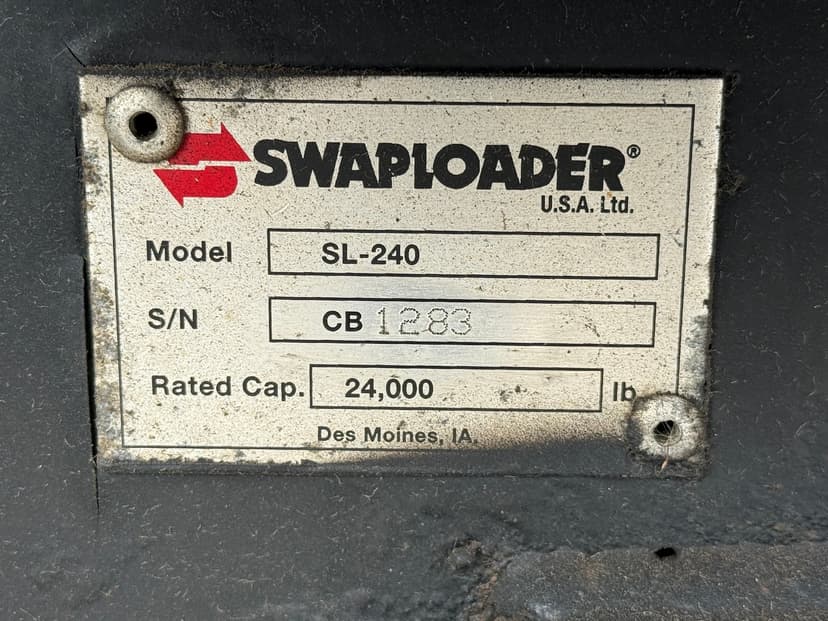 SWAPLOADER®
U.S.A. Ltd.
Model SL-240
S/N CB 1283
Rated Cap. 24,000 lb
Des Moines, IA.